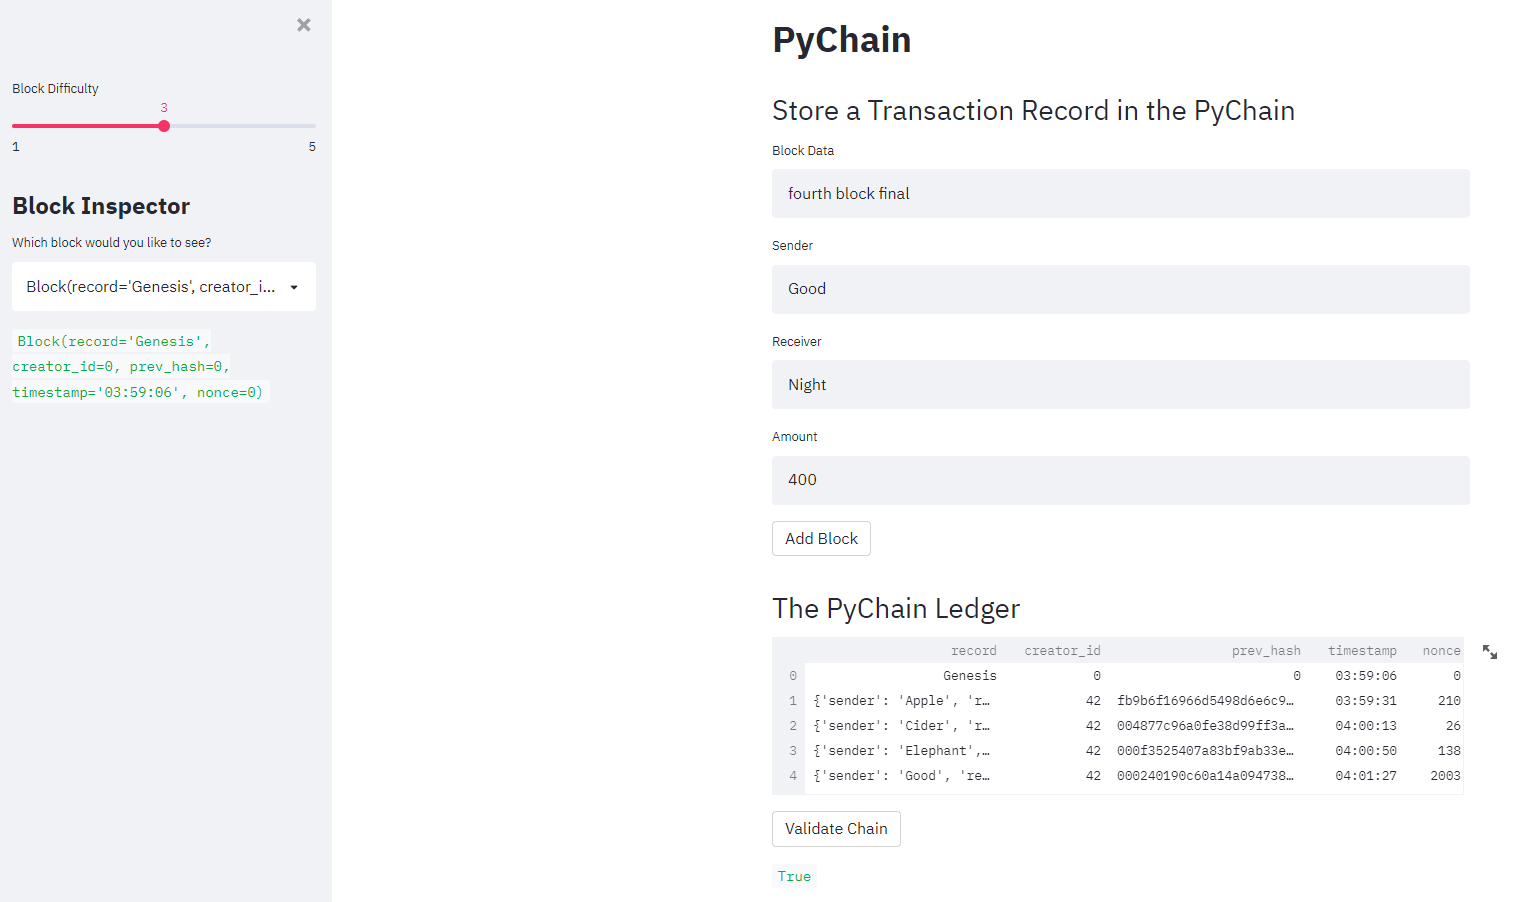 ×
Block Difficulty
3
1 5
Block Inspector
Which block would you like to see?
Block(record='Genesis', creator_i...
Block(record='Genesis',
creator_id=0, prev_hash=0,
timestamp='03:59:06', nonce=0)
PyChain
Store a Transaction Record in the PyChain
Block Data
fourth block final
Sender
Good
Receiver
Night
Amount
400
Add Block
The PyChain Ledger
record creator_id prev_hash timestamp nonce
0 Genesis 0 0 03:59:06 0
1 {'sender': 'Apple', 'r… 42 fb9b6f16966d5498d6e6c9… 03:59:31 210
2 {'sender': 'Cider', 'r… 42 004877c96a0fe38d99ff3a… 04:00:13 26
3 {'sender': 'Elephant',… 42 000f3525407a83bf9ab33e… 04:00:50 138
4 {'sender': 'Good', 're… 42 000240190c60a14a094738… 04:01:27 2003
Validate Chain
True